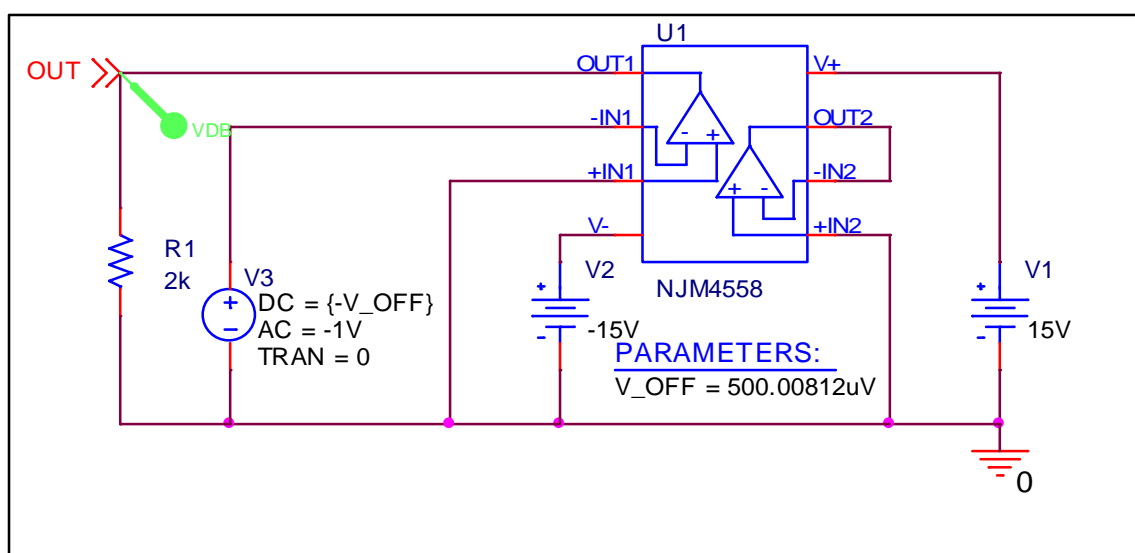 U1
OUT
VDB
OUT1
-IN1
+IN1
V-
V+
OUT2
-IN2
+IN2
- +
+ -
NJM4558
R1
2k
V3
+
-
DC = {-V_OFF}
AC = -1V
TRAN = 0
V2
+
-
-15V
PARAMETERS:
V_OFF = 500.00812uV
V1
+
-
15V
0